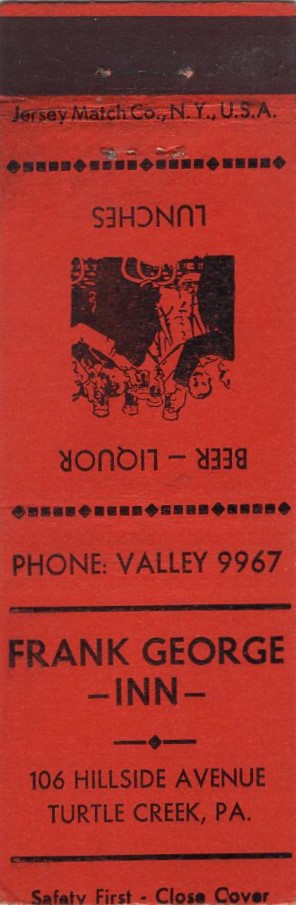 Jersey Match Co., N.Y., U.S.A.
LUNCHES
BEER – LIQUOR
PHONE: VALLEY 9967
FRANK GEORGE
–INN–
106 HILLSIDE AVENUE
TURTLE CREEK, PA.
Safety First - Close Cover